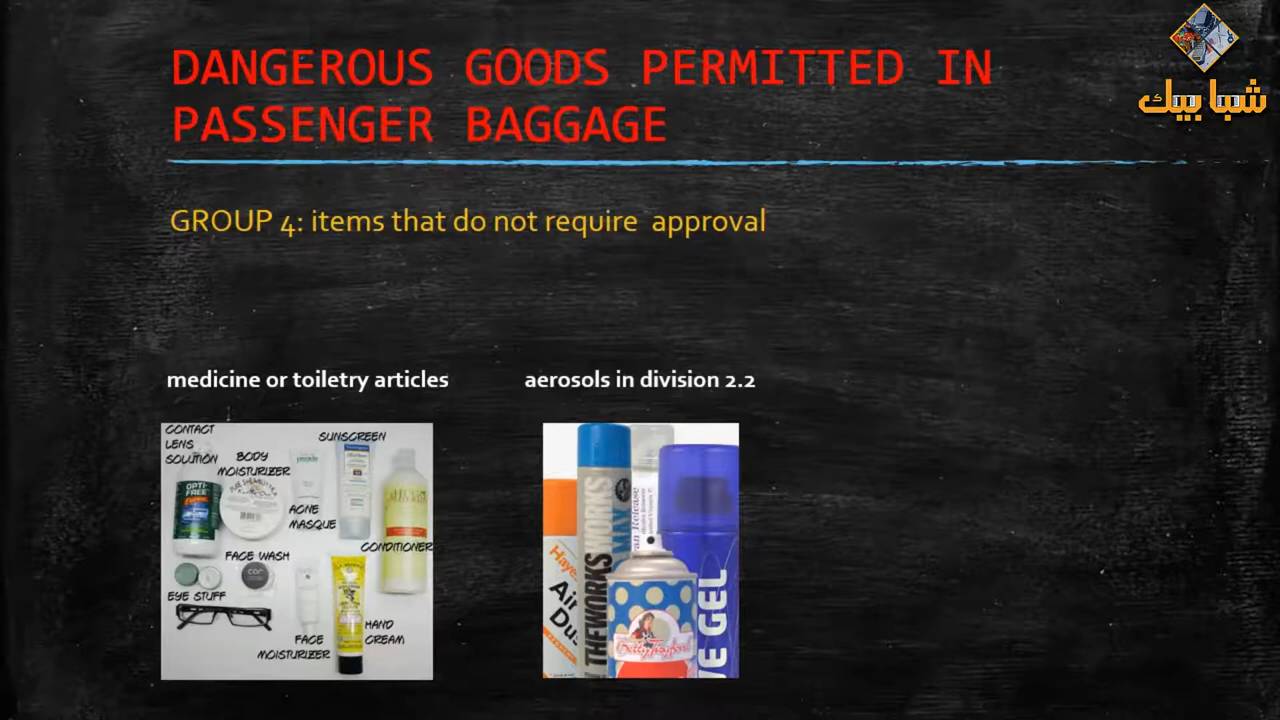 DANGEROUS GOODS PERMITTED IN
PASSENGER BAGGAGE
شبابيك
GROUP 4: items that do not require approval
medicine or toiletry articles
aerosols in division 2.2
CONTACT
LENS
SOLUTION
BODY
MOISTURIZER
SUNSCREEN
OPTI-
FREE
ACNE
MASQUE
CONDITIONER
FACE WASH
EYE STUFF
HAND
CREAM
FACE
MOISTURIZER
THEWORKS
MAX
Air
GEL